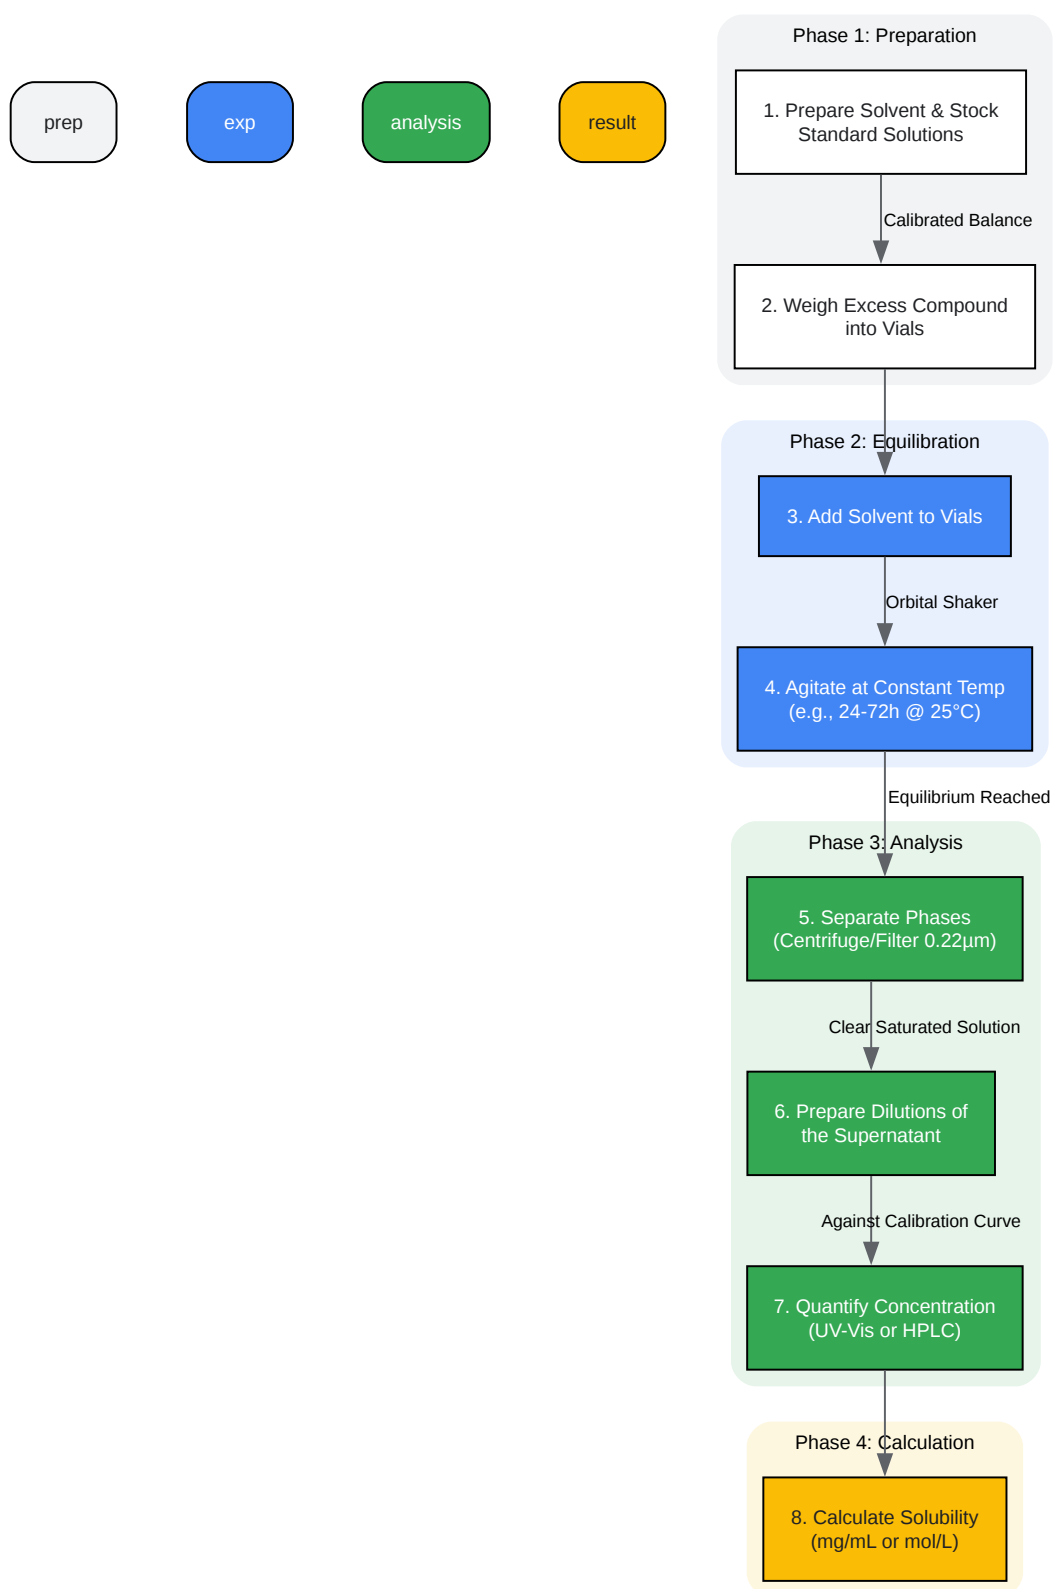 Phase 1: Preparation
prep
exp
analysis
result
1. Prepare Solvent & Stock
Standard Solutions
Calibrated Balance
2. Weigh Excess Compound
into Vials
Phase 2: Equilibration
3. Add Solvent to Vials
Orbital Shaker
4. Agitate at Constant Temp
(e.g., 24-72h @ 25°C)
Equilibrium Reached
Phase 3: Analysis
5. Separate Phases
(Centrifuge/Filter 0.22µm)
Clear Saturated Solution
6. Prepare Dilutions of
the Supernatant
Against Calibration Curve
7. Quantify Concentration
(UV-Vis or HPLC)
Phase 4: Calculation
8. Calculate Solubility
(mg/mL or mol/L)